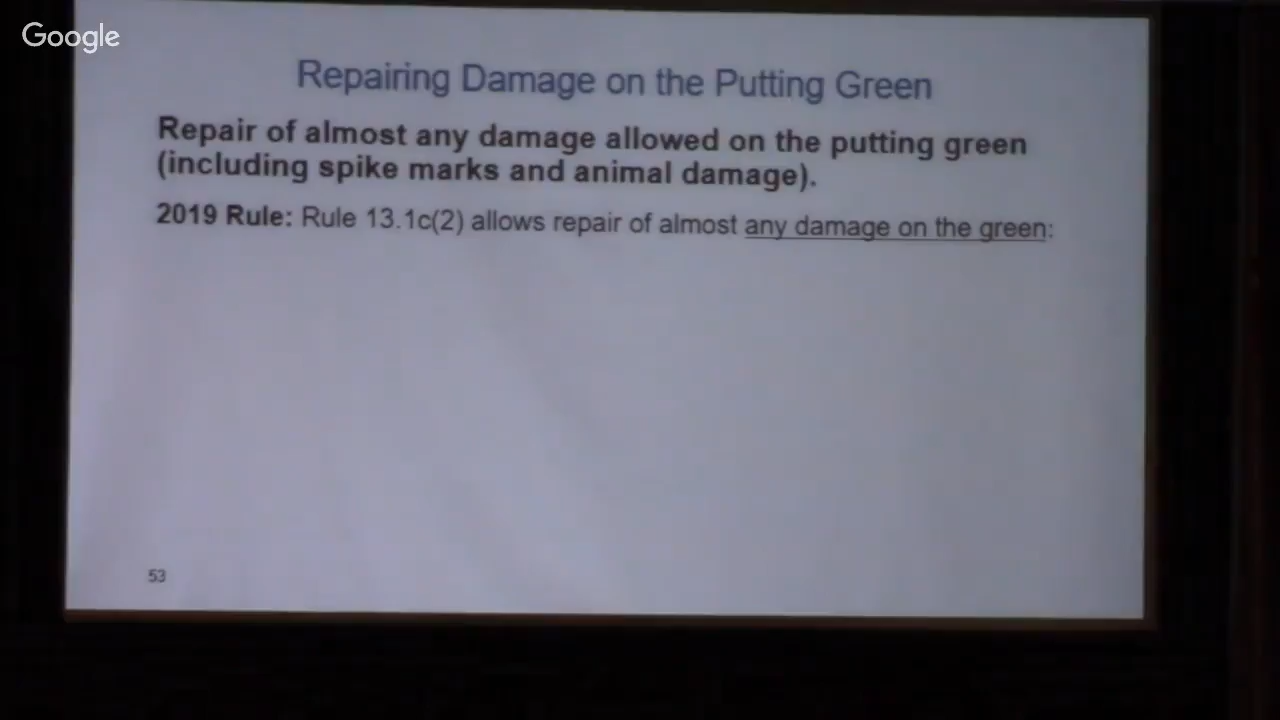 Google
Repairing Damage on the Putting Green
Repair of almost any damage allowed on the putting green
(including spike marks and animal damage).
2019 Rule: Rule 13.1c(2) allows repair of almost any damage on the green:
53